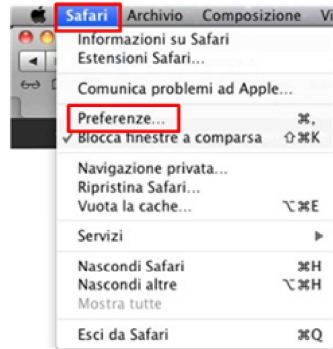 Safari Archivio Composizione
Informazioni su Safari
Estensioni Safari...
Comunica problemi ad Apple...
Preferenze... ⌘,
✓ Blocca finestre a comparsa ⇧⌘K
Navigazione privata...
Ripristina Safari...
Vuota la cache... ⌥⌘E
Servizi ▶
Nascondi Safari ⌘H
Nascondi altre ⌥⌘H
Mostra tutte
Esci da Safari ⌘Q